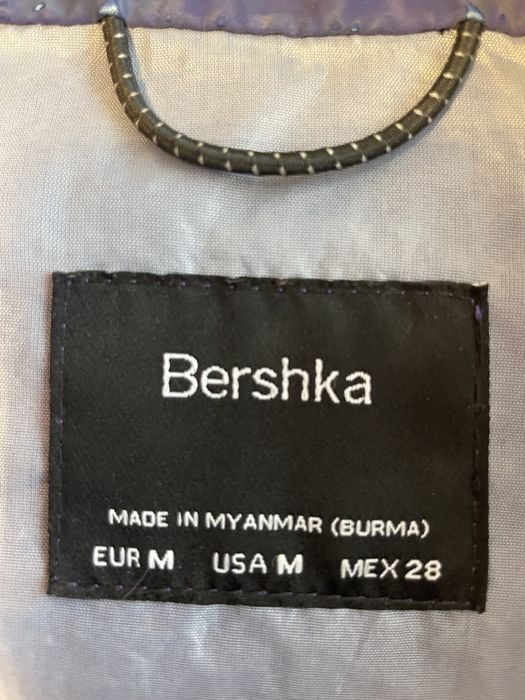 Bershka
MADE IN MYANMAR (BURMA)
EUR M USA M MEX 28